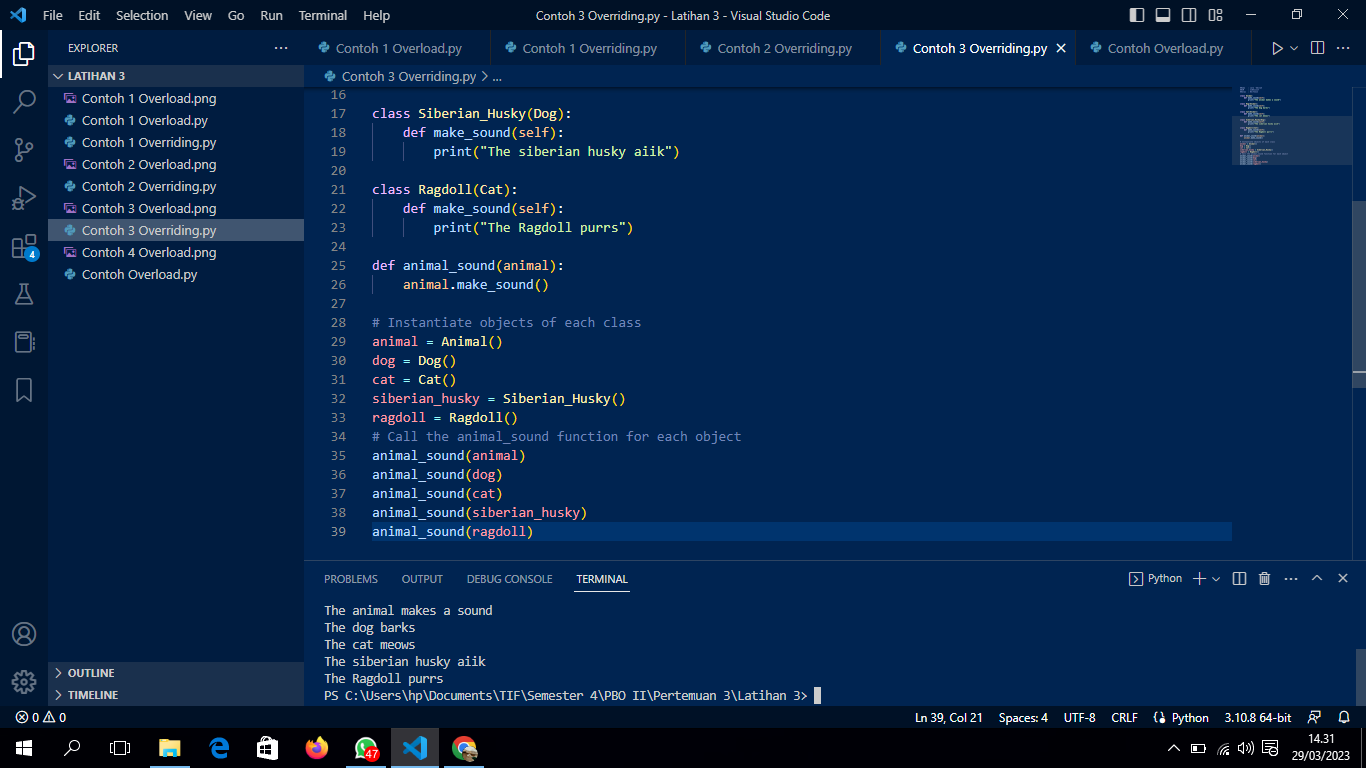 File Edit Selection View Go Run Terminal Help
Contoh 3 Overriding.py - Latihan 3 - Visual Studio Code
EXPLORER
LATIHAN 3
Contoh 1 Overload.png
Contoh 1 Overload.py
Contoh 1 Overriding.py
Contoh 2 Overload.png
Contoh 2 Overriding.py
Contoh 3 Overload.png
Contoh 3 Overriding.py
Contoh 4 Overload.png
Contoh Overload.py
4
OUTLINE
TIMELINE
Contoh 1 Overload.py Contoh 1 Overriding.py Contoh 2 Overriding.py Contoh 3 Overriding.py Contoh Overload.py
Contoh 3 Overriding.py > ...
16
17 class Siberian_Husky(Dog):
18     def make_sound(self):
19         print("The siberian husky aiik")
20
21 class Ragdoll(Cat):
22     def make_sound(self):
23         print("The Ragdoll purrs")
24
25 def animal_sound(animal):
26     animal.make_sound()
27
28 # Instantiate objects of each class
29 animal = Animal()
30 dog = Dog()
31 cat = Cat()
32 siberian_husky = Siberian_Husky()
33 ragdoll = Ragdoll()
34 # Call the animal_sound function for each object
35 animal_sound(animal)
36 animal_sound(dog)
37 animal_sound(cat)
38 animal_sound(siberian_husky)
39 animal_sound(ragdoll)
PROBLEMS OUTPUT DEBUG CONSOLE TERMINAL
Python
The animal makes a sound
The dog barks
The cat meows
The siberian husky aiik
The Ragdoll purrs
PS C:\Users\hp\Documents\TIF\Semester 4\PBO II\Pertemuan 3\Latihan 3>
0 0
Ln 39, Col 21 Spaces: 4 UTF-8 CRLF Python 3.10.8 64-bit
47
14.31
29/03/2023